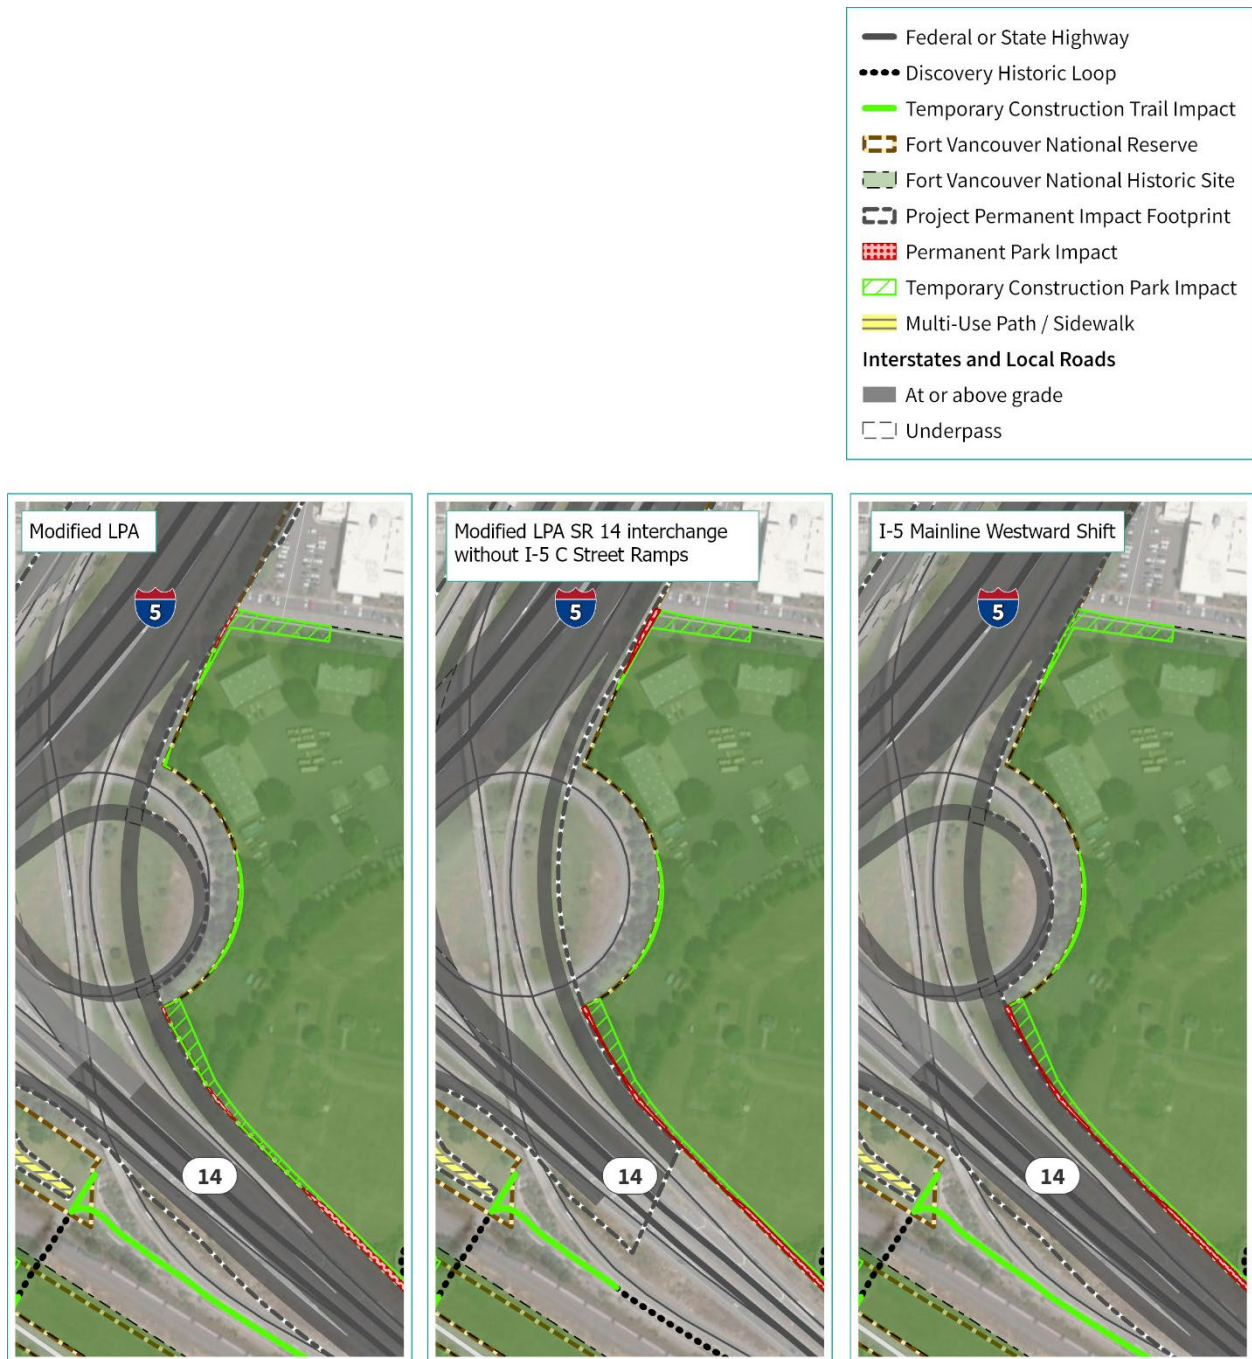 Federal or State Highway
Discovery Historic Loop
Temporary Construction Trail Impact
Fort Vancouver National Reserve
Fort Vancouver National Historic Site
Project Permanent Impact Footprint
Permanent Park Impact
Temporary Construction Park Impact
Multi-Use Path / Sidewalk
Interstates and Local Roads
At or above grade
Underpass
Modified LPA
5
14
Modified LPA SR 14 interchange
without I-5 C Street Ramps
5
14
I-5 Mainline Westward Shift
5
14